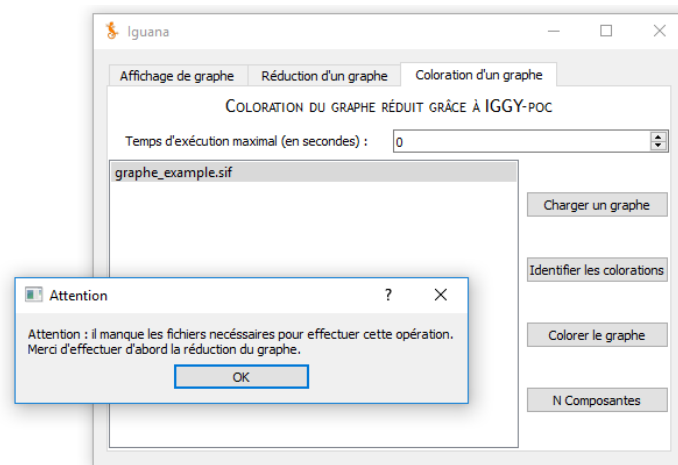 Iguana
Affichage de graphe
Réduction d'un graphe
Coloration d'un graphe
COLORATION DU GRAPHE RÉDUIT GRÂCE À IGGY-POC
Temps d'exécution maximal (en secondes) :
0
graphe_example.sif
Charger un graphe
Identifier les colorations
Colorer le graphe
N Composantes
Attention
?
Attention : il manque les fichiers necéssaires pour effectuer cette opération.
Merci d'effectuer d'abord la réduction du graphe.
OK